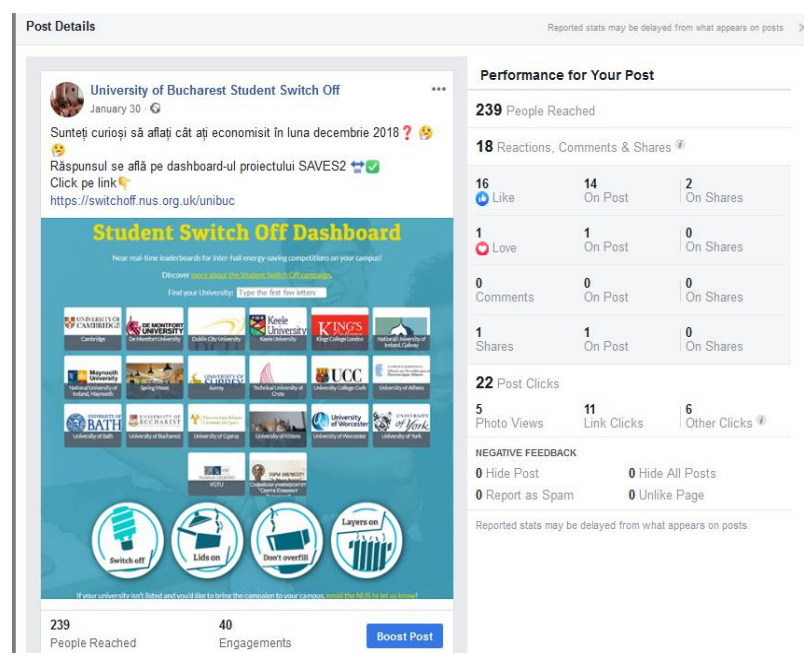 Post Details
Reported stats may be delayed from what appears on posts
University of Bucharest Student Switch Off
January 30
Sunteți curioși să aflați cât ați economisit în luna decembrie 2018❓ 🤔
🤔
Răspunsul se află pe dashboard-ul proiectului SAVES2 ✅
Click pe link👇
https://switchoff.nus.org.uk/unibuc
Student Switch Off Dashboard
Near real-time leaderboards for inter-hall energy-saving competitions on your campus!
Discover more about the Student Switch Off campaign.
Find your University: Type the first few letters
UNIVERSITY OF CAMBRIDGE
DE MONTFORT UNIVERSITY
Keele University
KING'S College LONDON
Cambridge
De Montfort University
Dublin City University
Keele University
Kings College London
National University of Ireland, Galway
Maynooth University
UNIVERSITY OF SURREY
UCC
National University of Ireland, Maynooth
Spring Mews
Surrey
Technical University of Crete
University College Cork
University of Athens
UNIVERSITY OF BATH
UNIVERSITY OF BUCHAREST
University of Worcester
UNIVERSITY of York
University of Bath
University of Bucharest
University of Cyprus
University of Kittens
University of Worcester
University of York
VGTU
Софийски университет "Свети Климент
Switch off
Lids on
Don't overfill
Layers on
If your university isn't listed and you'd like to bring the campaign to your campus, email the NUS to let us know!
239
People Reached
40
Engagements
Boost Post
Performance for Your Post
239 People Reached
18 Reactions, Comments & Shares
16 14 2
Like On Post On Shares
1 1 0
Love On Post On Shares
0 0 0
Comments On Post On Shares
1 1 0
Shares On Post On Shares
22 Post Clicks
5 11 6
Photo Views Link Clicks Other Clicks
NEGATIVE FEEDBACK
0 Hide Post 0 Hide All Posts
0 Report as Spam 0 Unlike Page
Reported stats may be delayed from what appears on posts